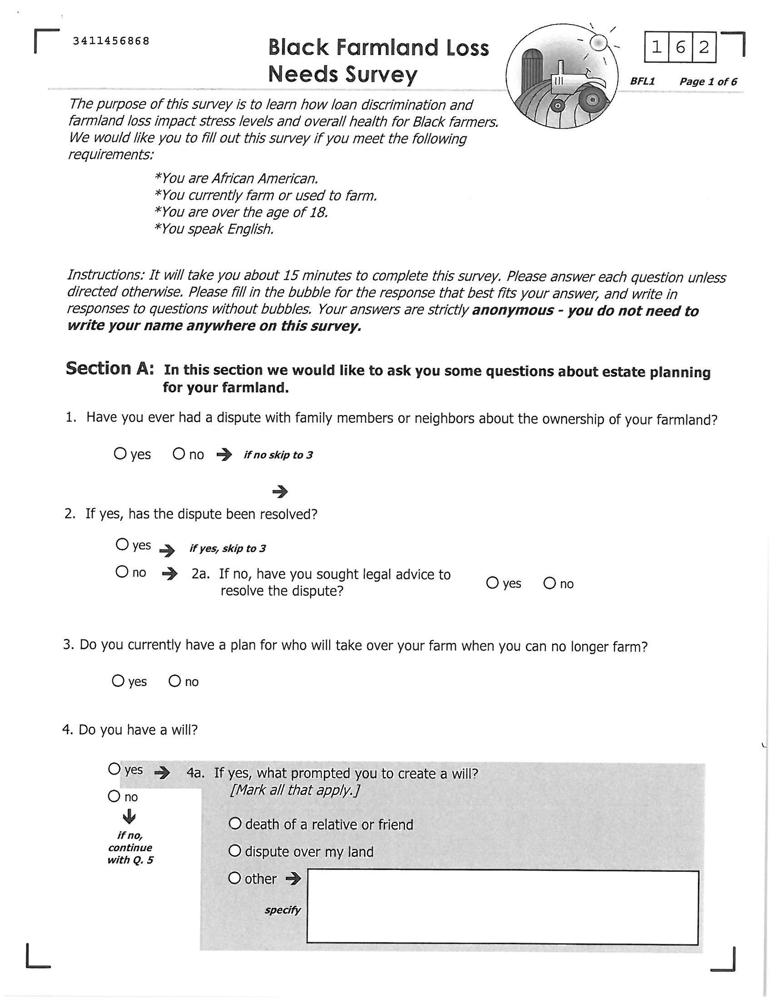 3411456868
Black Farmland Loss
Needs Survey
1 6 2
BFL1 Page 1 of 6
The purpose of this survey is to learn how loan discrimination and
farmland loss impact stress levels and overall health for Black farmers.
We would like you to fill out this survey if you meet the following
requirements:
*You are African American.
*You currently farm or used to farm.
*You are over the age of 18.
*You speak English.
Instructions: It will take you about 15 minutes to complete this survey. Please answer each question unless
directed otherwise. Please fill in the bubble for the response that best fits your answer, and write in
responses to questions without bubbles. Your answers are strictly anonymous - you do not need to
write your name anywhere on this survey.
Section A: In this section we would like to ask you some questions about estate planning
for your farmland.
1. Have you ever had a dispute with family members or neighbors about the ownership of your farmland?
yes no → if no skip to 3
→
2. If yes, has the dispute been resolved?
yes → if yes, skip to 3
no → 2a. If no, have you sought legal advice to
resolve the dispute? yes no
3. Do you currently have a plan for who will take over your farm when you can no longer farm?
yes no
4. Do you have a will?
yes → 4a. If yes, what prompted you to create a will?
[Mark all that apply.]
no
↓
if no,
continue
with Q. 5
death of a relative or friend
dispute over my land
other →
specify